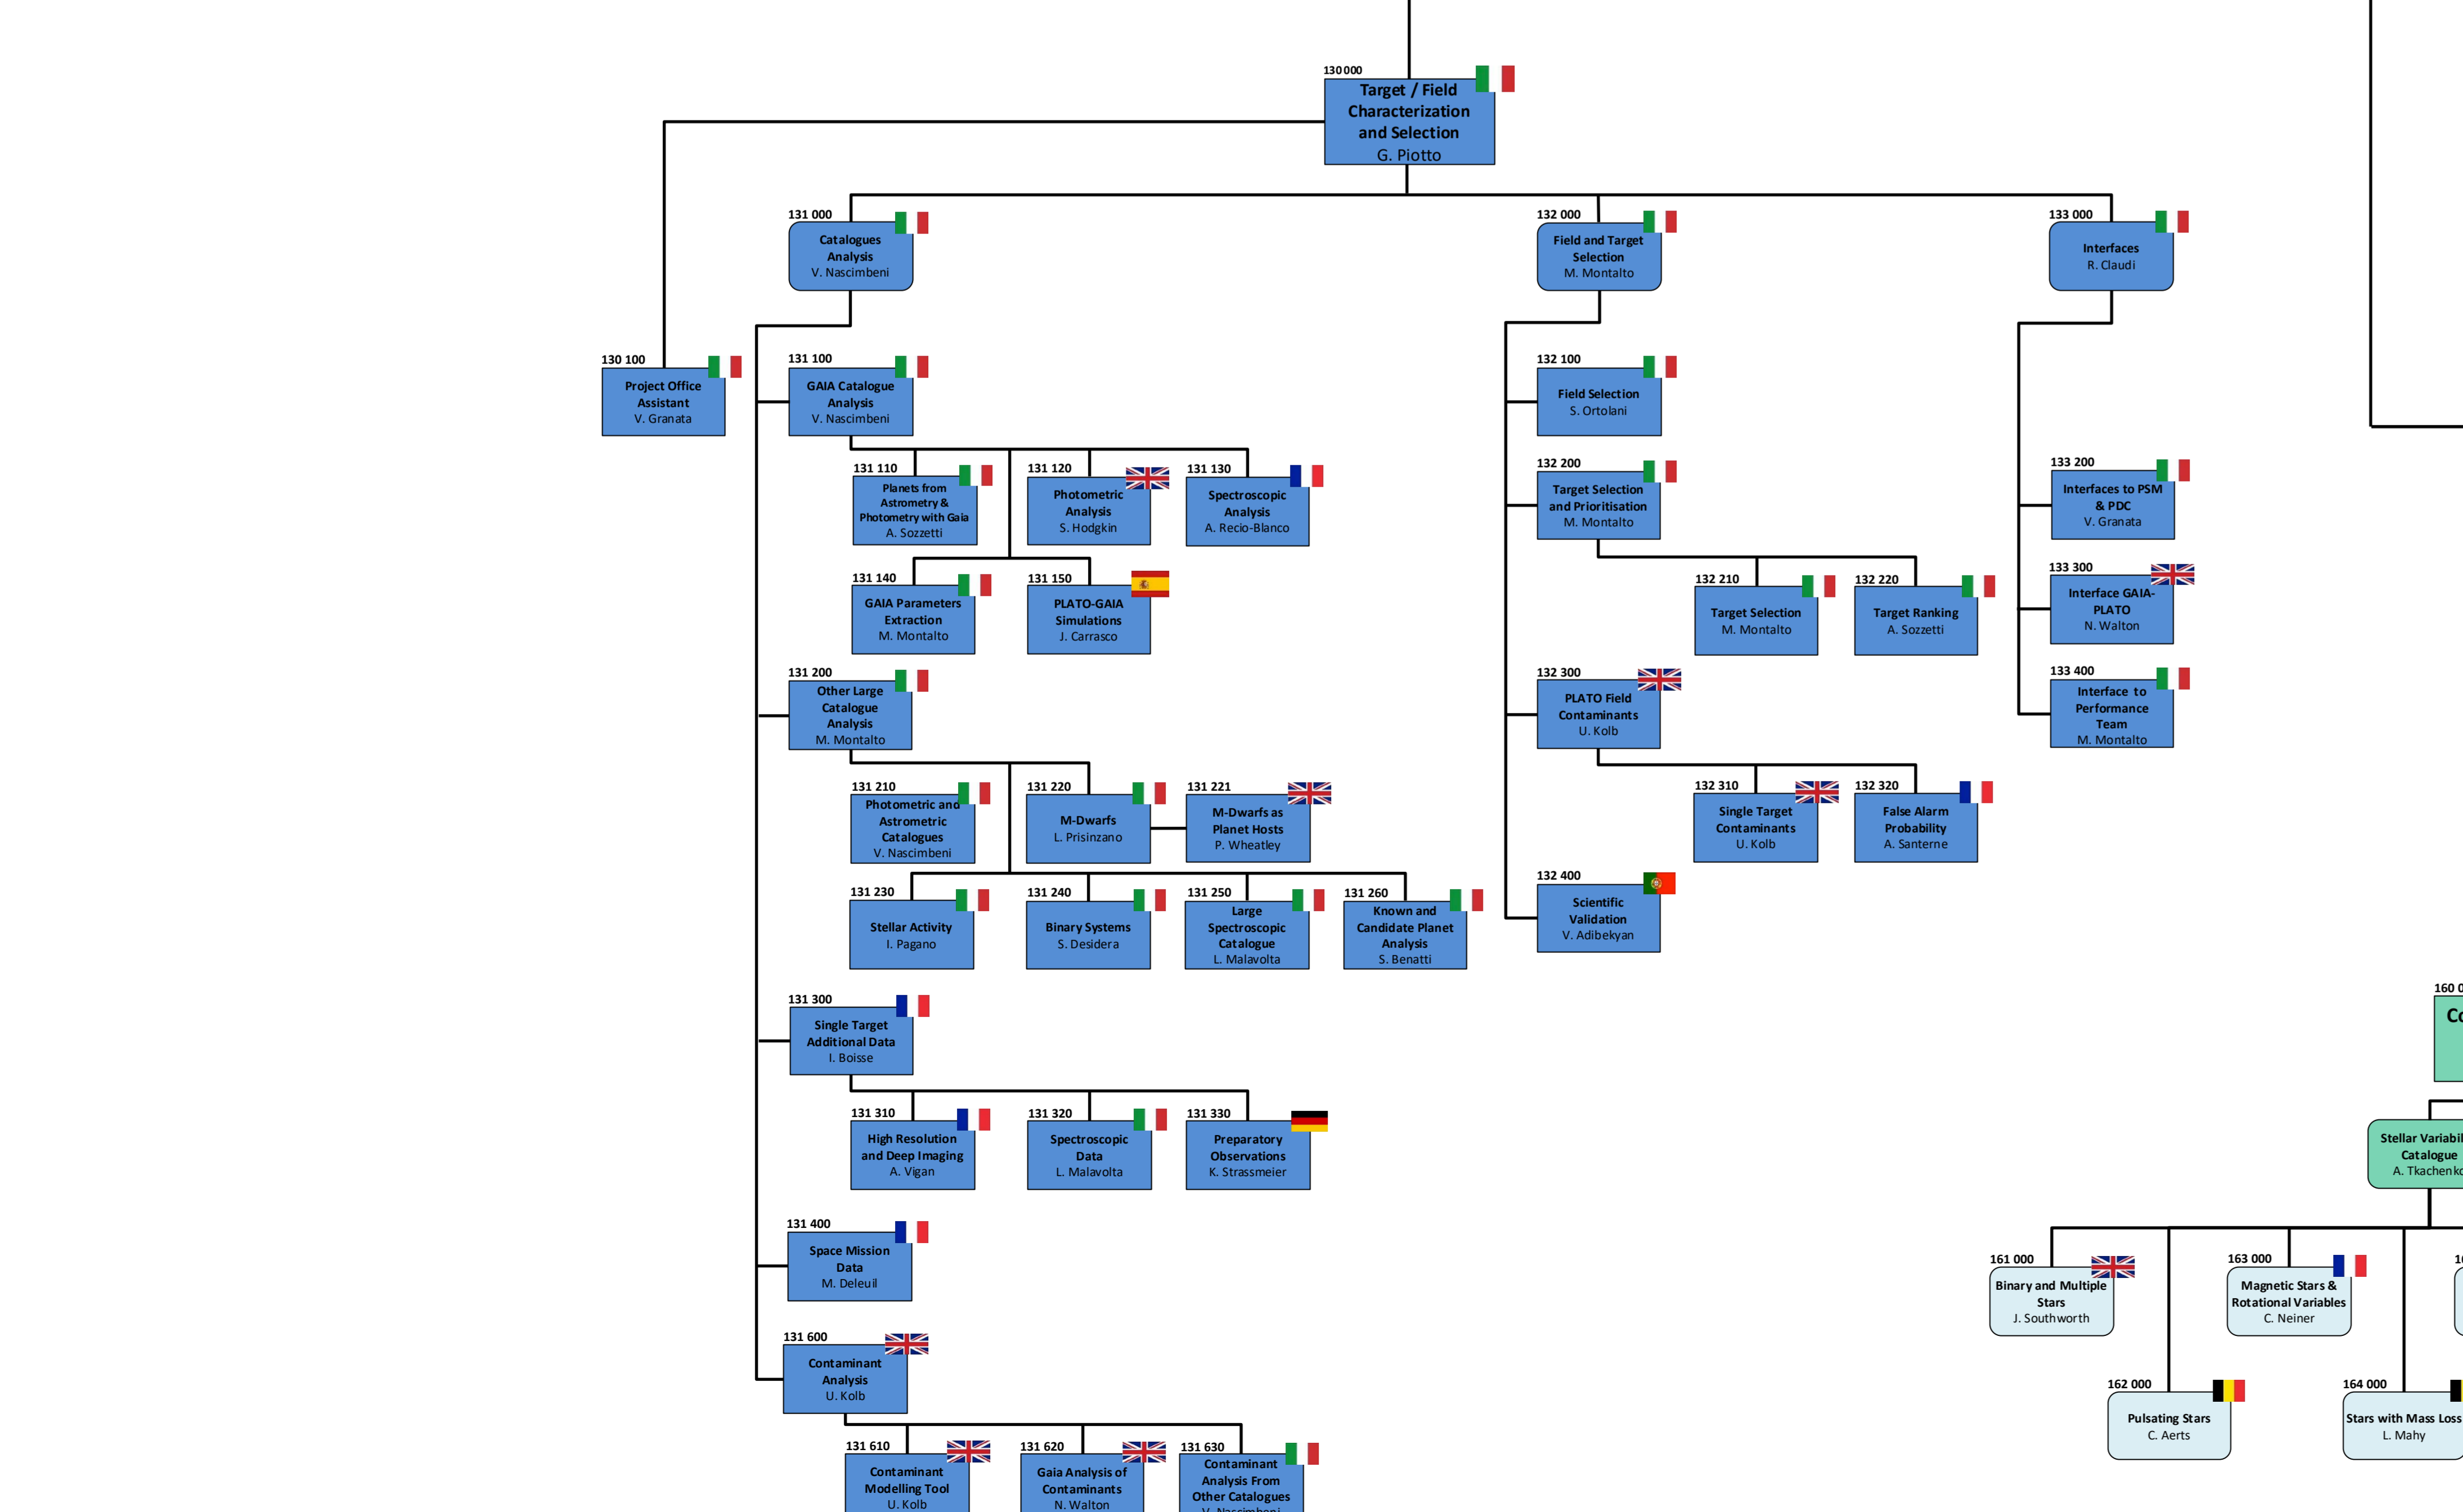 130 000
Target / Field
Characterization
and Selection
G. Piotto
131 000
Catalogues
Analysis
V. Nascimbeni
132 000
Field and Target
Selection
M. Montalto
133 000
Interfaces
R. Claudi
130 100
Project Office
Assistant
V. Granata
131 100
GAIA Catalogue
Analysis
V. Nascimbeni
131 110
Planets from
Astrometry &
Photometry with Gaia
A. Sozzetti
131 120
Photometric
Analysis
S. Hodgkin
131 130
Spectroscopic
Analysis
A. Recio-Blanco
131 140
GAIA Parameters
Extraction
M. Montalto
131 150
PLATO-GAIA
Simulations
J. Carrasco
131 200
Other Large
Catalogue
Analysis
M. Montalto
131 210
Photometric and
Astrometric
Catalogues
V. Nascimbeni
131 220
M-Dwarfs
L. Prisinzano
131 221
M-Dwarfs as
Planet Hosts
P. Wheatley
131 230
Stellar Activity
I. Pagano
131 240
Binary Systems
S. Desidera
131 250
Large
Spectroscopic
Catalogue
L. Malavolta
131 260
Known and
Candidate Planet
Analysis
S. Benatti
131 300
Single Target
Additional Data
I. Boisse
131 310
High Resolution
and Deep Imaging
A. Vigan
131 320
Spectroscopic
Data
L. Malavolta
131 330
Preparatory
Observations
K. Strassmeier
131 400
Space Mission
Data
M. Deleuil
131 600
Contaminant
Analysis
U. Kolb
131 610
Contaminant
Modelling Tool
U. Kolb
131 620
Gaia Analysis of
Contaminants
N. Walton
131 630
Contaminant
Analysis From
Other Catalogues
V. Nascimbeni
132 100
Field Selection
S. Ortolani
132 200
Target Selection
and Prioritisation
M. Montalto
132 210
Target Selection
M. Montalto
132 220
Target Ranking
A. Sozzetti
132 300
PLATO Field
Contaminants
U. Kolb
132 310
Single Target
Contaminants
U. Kolb
132 320
False Alarm
Probability
A. Santerne
132 400
Scientific
Validation
V. Adibekyan
133 200
Interfaces to PSM
& PDC
V. Granata
133 300
Interface GAIA-
PLATO
N. Walton
133 400
Interface to
Performance
Team
M. Montalto
160 0
Co
Stellar Variabil
Catalogue
A. Tkachenko
161 000
Binary and Multiple
Stars
J. Southworth
163 000
Magnetic Stars &
Rotational Variables
C. Neiner
162 000
Pulsating Stars
C. Aerts
164 000
Stars with Mass Loss
L. Mahy